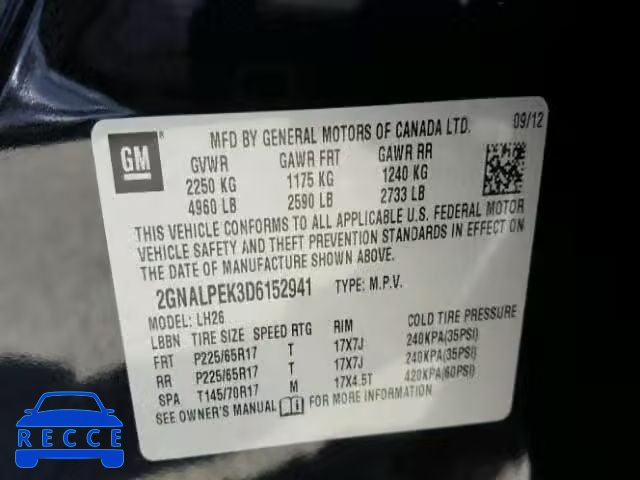 GM®
MFD BY GENERAL MOTORS OF CANADA LTD. 09/12
GVWR GAWR FRT GAWR RR
2250 KG 1175 KG 1240 KG
4960 LB 2590 LB 2733 LB
THIS VEHICLE CONFORMS TO ALL APPLICABLE U.S. FEDERAL MOTOR
VEHICLE SAFETY AND THEFT PREVENTION STANDARDS IN EFFECT ON
THE DATE OF MANUFACTURE SHOWN ABOVE.
2GNALPEK3D6152941 TYPE: M.P.V.
MODEL: LH26
LBBN TIRE SIZE SPEED RTG RIM COLD TIRE PRESSURE
FRT P225/65R17 T 17X7J 240KPA(35PSI)
RR P225/65R17 T 17X7J 240KPA(35PSI)
SPA T145/70R17 M 17X4.5T 420KPA(60PSI)
SEE OWNER'S MANUAL FOR MORE INFORMATION.
RECCE